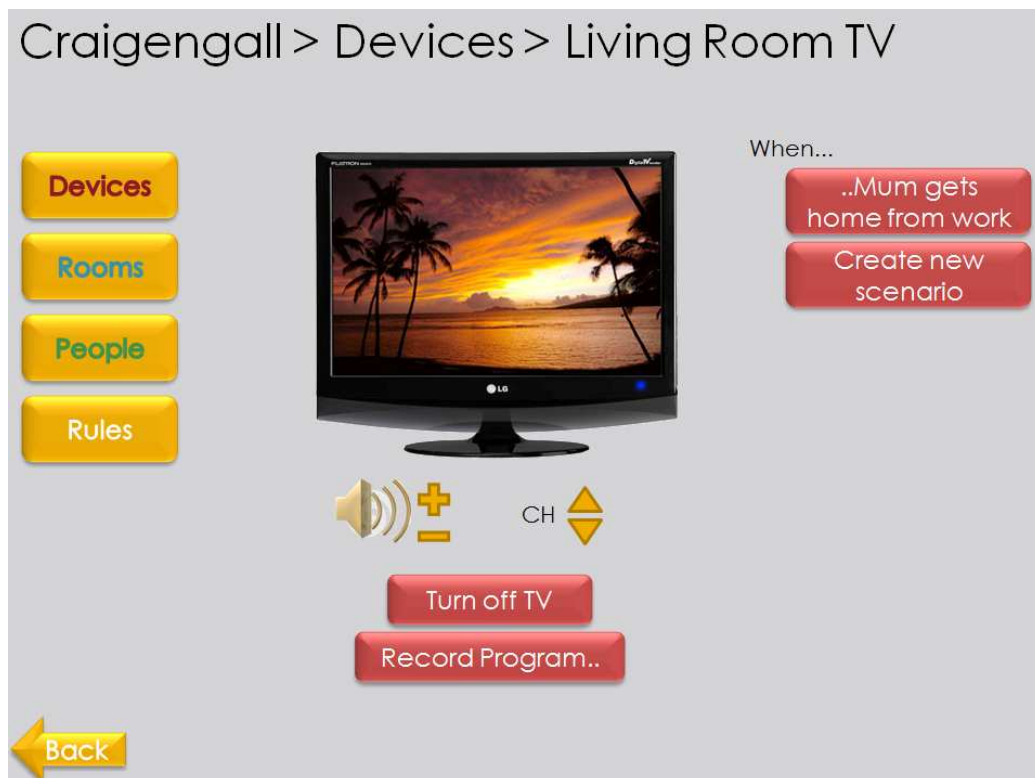 Craigengall > Devices > Living Room TV
When...
Devices
..Mum gets
home from work
Rooms
Create new
scenario
People
Rules
LG
CH
Turn off TV
Record Program..
Back